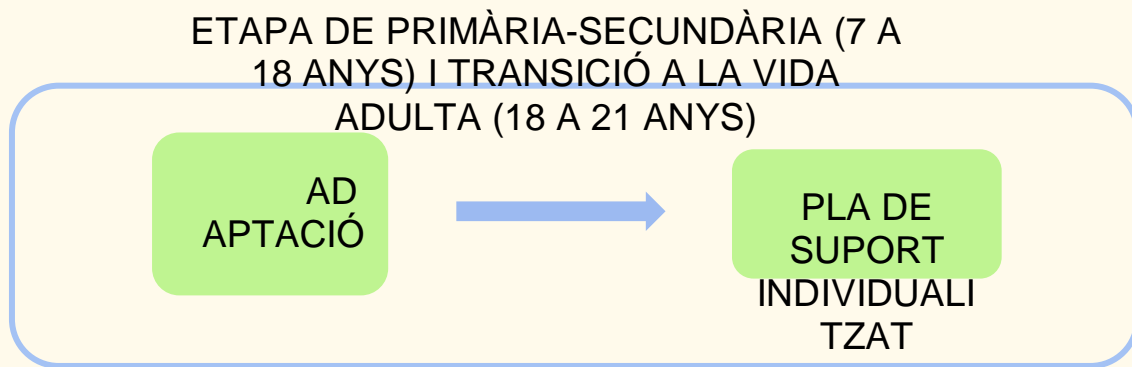 ETAPA DE PRIMÀRIA-SECUNDÀRIA (7 A
18 ANYS) I TRANSICIÓ A LA VIDA
ADULTA (18 A 21 ANYS)
AD
APTACIÓ
PLA DE
SUPORT
INDIVIDUALI
TZAT